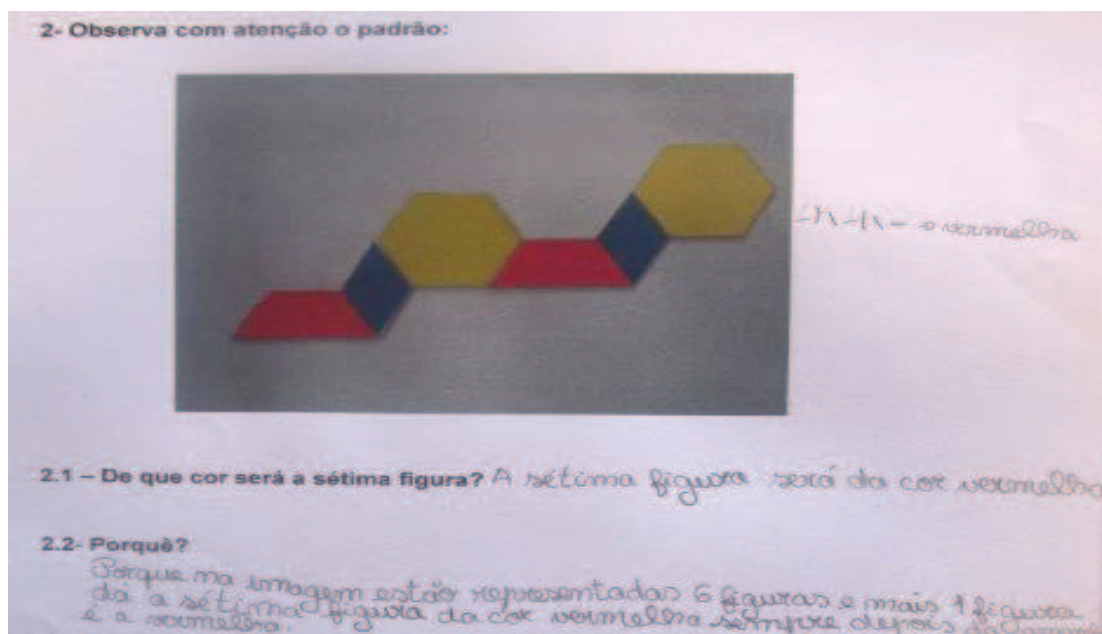 2- Observa com atenção o padrão:
vermelha
2.1 – De que cor será a sétima figura? A sétima figura será da cor vermelha
2.2- Porquê?
Porque na imagem estão representadas 6 figuras e mais 1 figura
dá a sétima figura da cor vermelha sempre depois
é a vermelha.